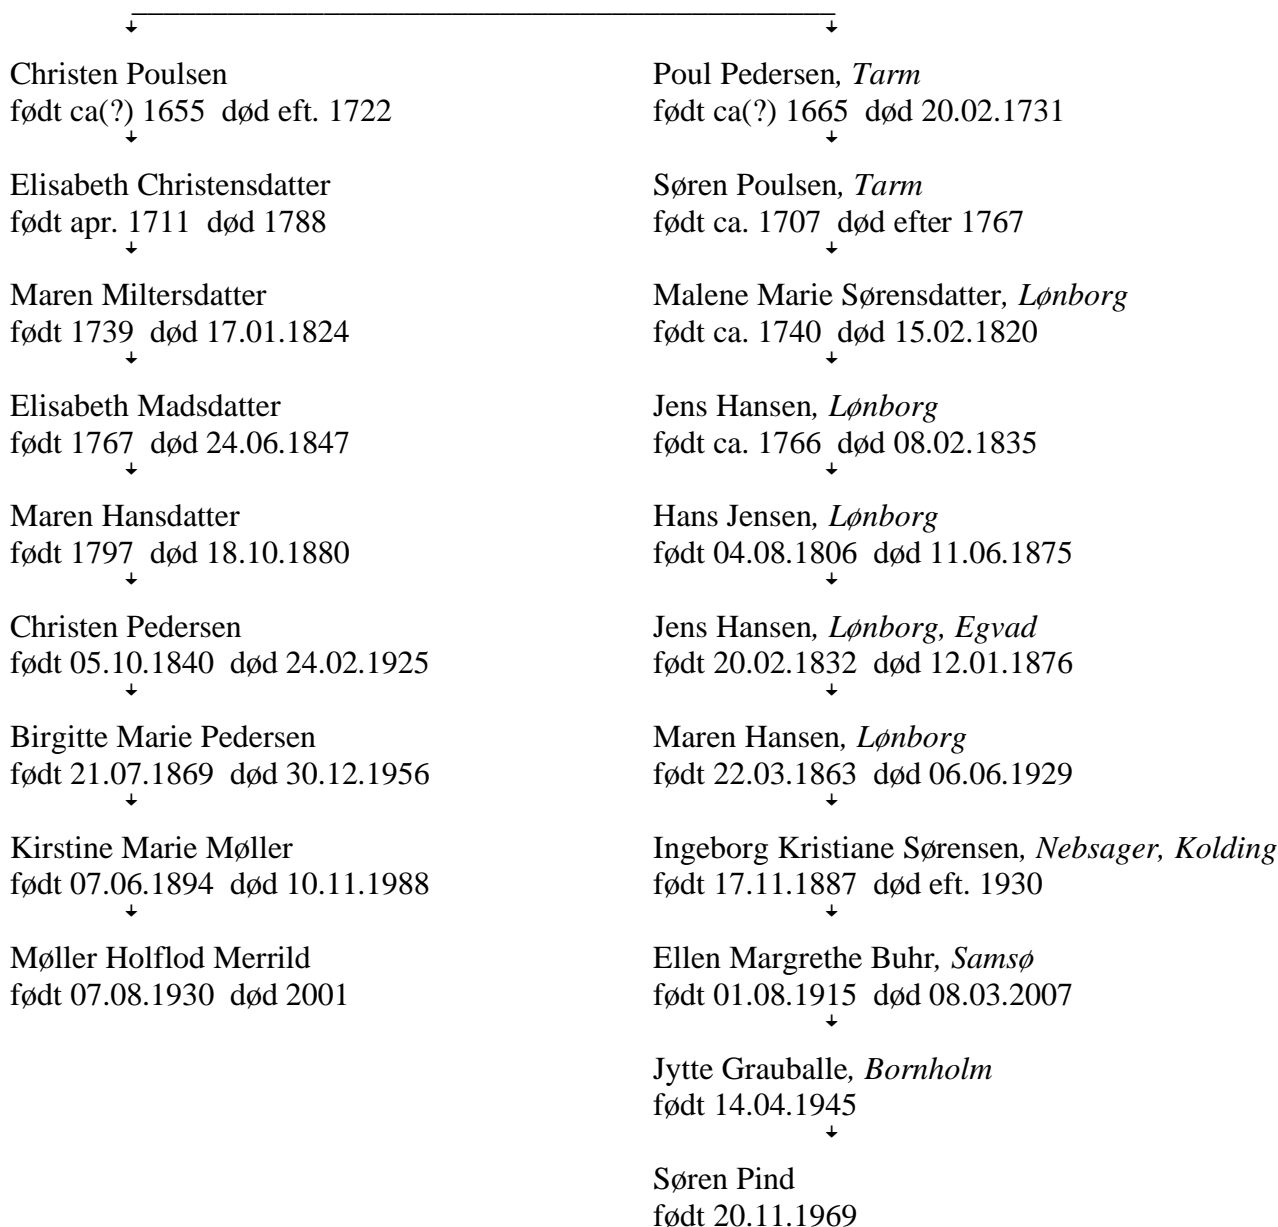 Christen Poulsen
født ca(?) 1655  død eft. 1722
Elisabeth Christensdatter
født apr. 1711  død 1788
Maren Miltersdatter
født 1739  død 17.01.1824
Elisabeth Madsdatter
født 1767  død 24.06.1847
Maren Hansdatter
født 1797  død 18.10.1880
Christen Pedersen
født 05.10.1840  død 24.02.1925
Birgitte Marie Pedersen
født 21.07.1869  død 30.12.1956
Kirstine Marie Møller
født 07.06.1894  død 10.11.1988
Møller Holflod Merrild
født 07.08.1930  død 2001
Poul Pedersen, Tarm
født ca(?) 1665  død 20.02.1731
Søren Poulsen, Tarm
født ca. 1707  død efter 1767
Malene Marie Sørensdatter, Lønborg
født ca. 1740  død 15.02.1820
Jens Hansen, Lønborg
født ca. 1766  død 08.02.1835
Hans Jensen, Lønborg
født 04.08.1806  død 11.06.1875
Jens Hansen, Lønborg, Egvad
født 20.02.1832  død 12.01.1876
Maren Hansen, Lønborg
født 22.03.1863  død 06.06.1929
Ingeborg Kristiane Sørensen, Nebsager, Kolding
født 17.11.1887  død eft. 1930
Ellen Margrethe Buhr, Samsø
født 01.08.1915  død 08.03.2007
Jytte Grauballe, Bornholm
født 14.04.1945
Søren Pind
født 20.11.1969